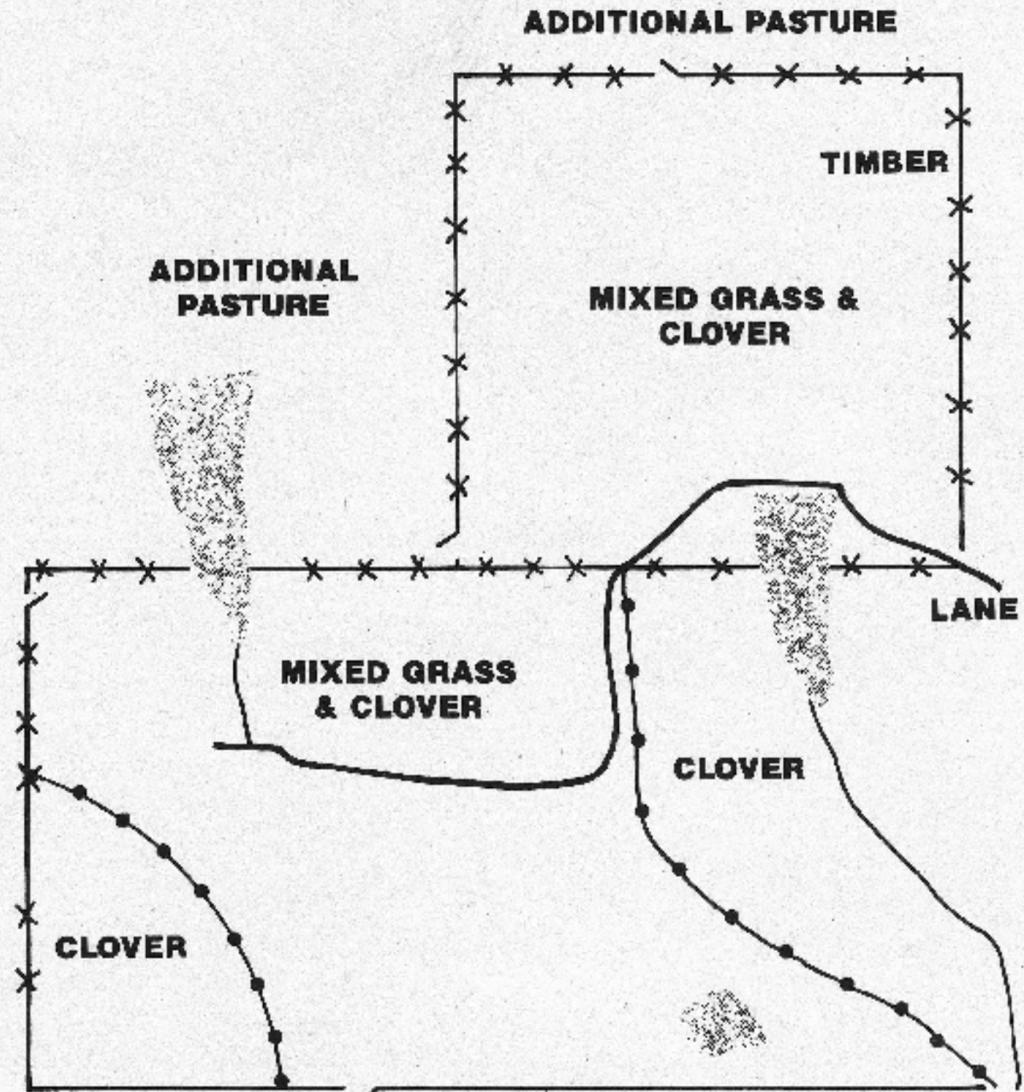 ADDITIONAL PASTURE
TIMBER
ADDITIONAL
PASTURE
MIXED GRASS &
CLOVER
LANE
MIXED GRASS
& CLOVER
CLOVER
CLOVER